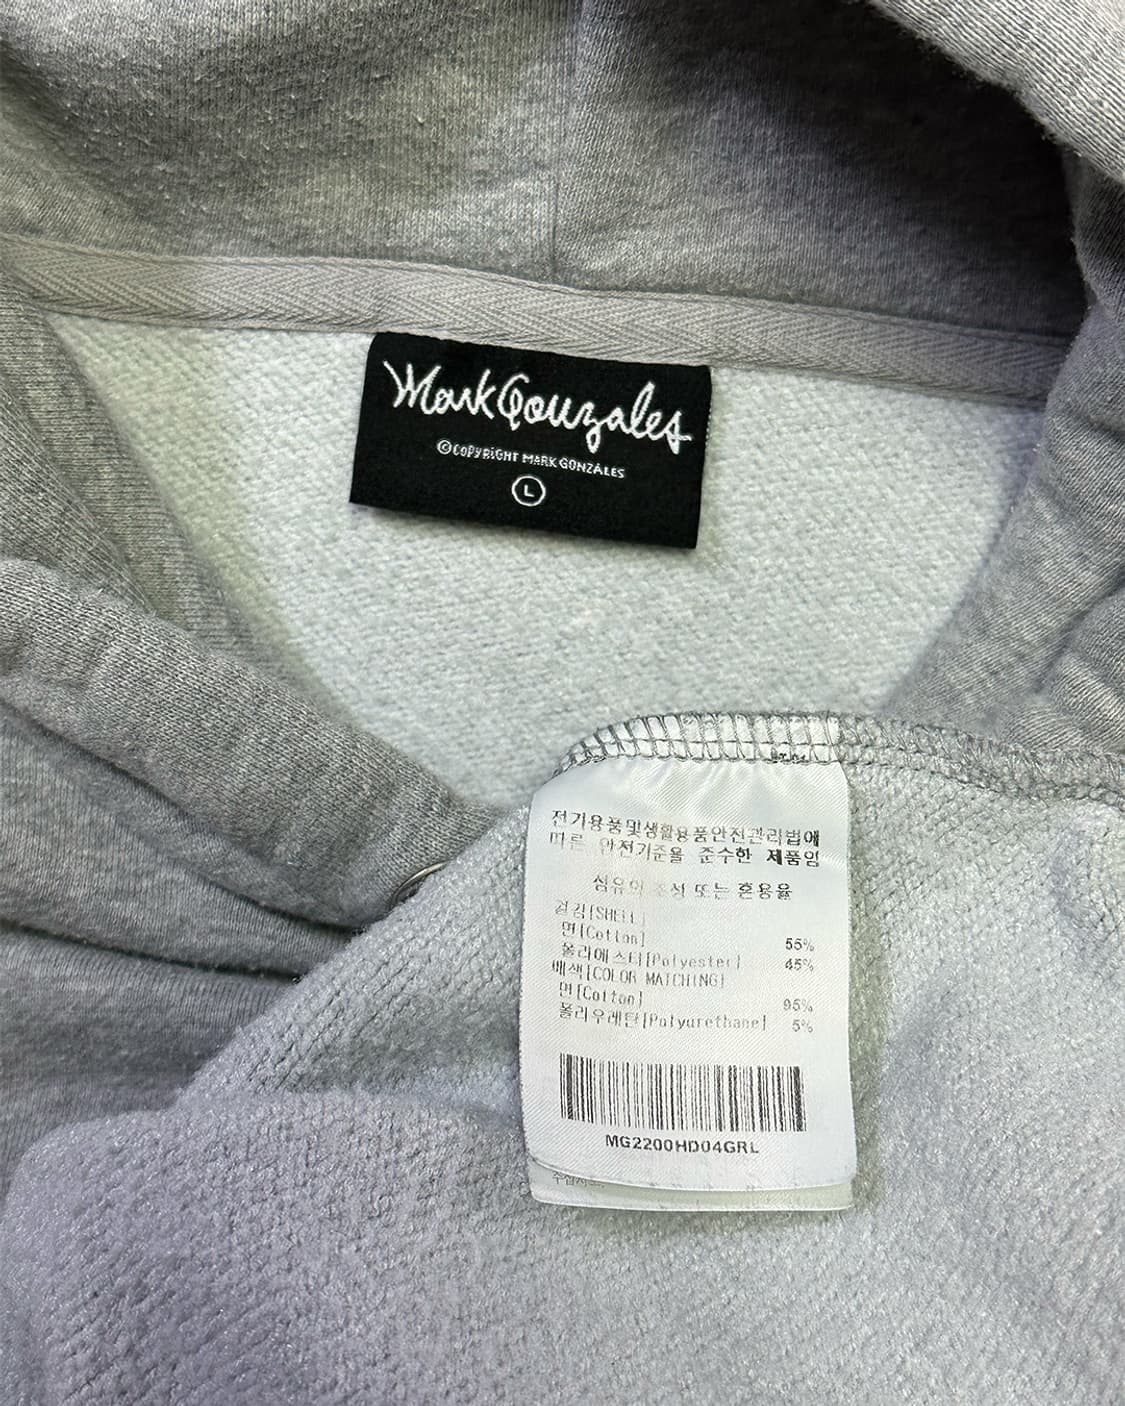 Mark Gonzales
©COPYRIGHT MARK GONZALES
L
전기용품및생활용품안전관리법에
따른 안전기준을 준수한 제품임
섬유의 조성 또는 혼용율
겉감[SHELL]
면[Cotton] 55%
폴리에스터[Polyester] 45%
배색[COLOR MATCHING]
면[Cotton] 95%
폴리우레탄[Polyurethane] 5%
MG2200HD04GRL